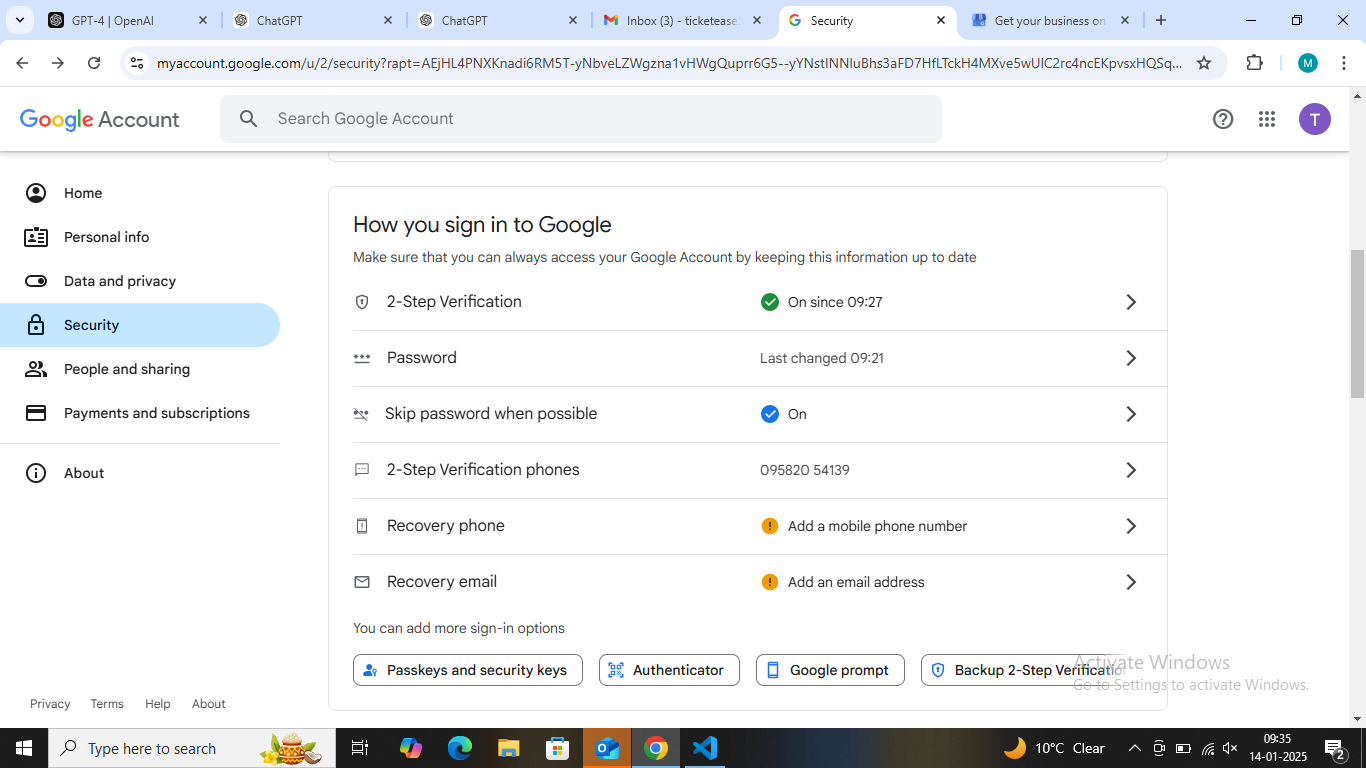 GPT-4 | OpenAI
ChatGPT
ChatGPT
Inbox (3) - ticketease
Security
Get your business on
myaccount.google.com/u/2/security?rapt=AEjHL4PNXKnadi6RM5T-yNbveLZWgzna1vHWgQuprr6G5--yYNstINNIuBhs3aFD7HfLTckH4MXve5wUIC2rc4ncEKpvsxHQSq...
M
Google Account
Search Google Account
T
Home
Personal info
Data and privacy
Security
People and sharing
Payments and subscriptions
About
How you sign in to Google
Make sure that you can always access your Google Account by keeping this information up to date
2-Step Verification
On since 09:27
Password
Last changed 09:21
Skip password when possible
On
2-Step Verification phones
095820 54139
Recovery phone
Add a mobile phone number
Recovery email
Add an email address
You can add more sign-in options
Passkeys and security keys
Authenticator
Google prompt
Backup 2-Step Verificatior
Activate Windows
Go to Settings to activate Windows.
Privacy
Terms
Help
About
Type here to search
10°C Clear
09:35
14-01-2025
2